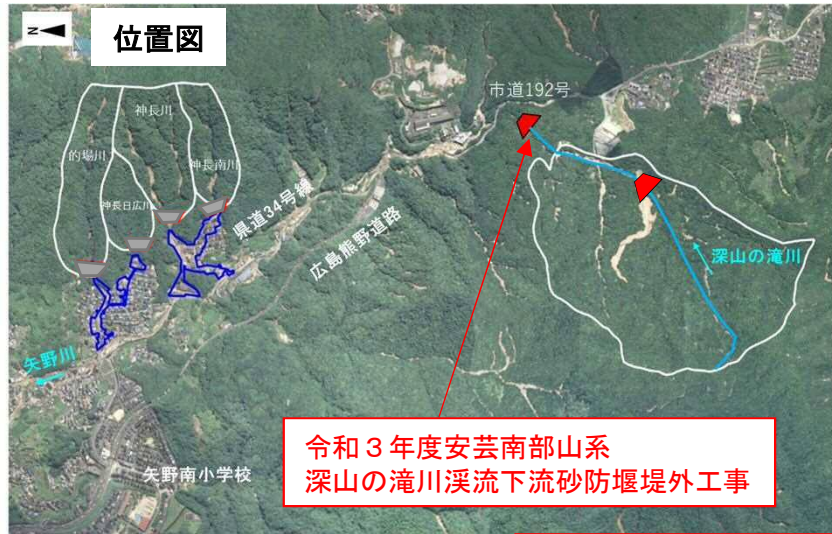 N
位置図
市道192号
神長川
的場川
神長南川
神長日広川
県道34号線
広島熊野道路
深山の滝川
矢野川
矢野南小学校
令和３年度安芸南部山系
深山の滝川渓流下流砂防堰堤外工事